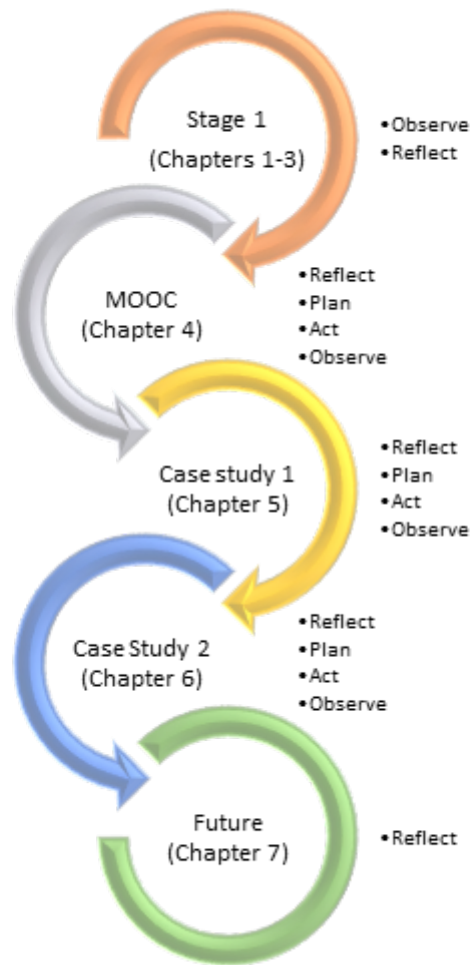 Stage 1
(Chapters 1-3)
•Observe
•Reflect
MOOC
(Chapter 4)
•Reflect
•Plan
•Act
•Observe
Case study 1
(Chapter 5)
•Reflect
•Plan
•Act
•Observe
Case Study 2
(Chapter 6)
•Reflect
•Plan
•Act
•Observe
Future
(Chapter 7)
•Reflect